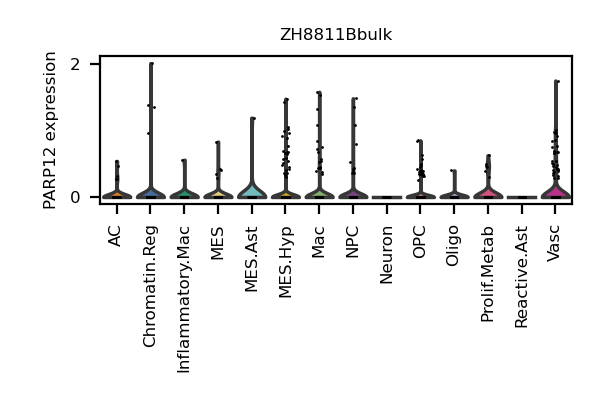 ZH8811Bbulk
PARP12 expression
2
0
AC
Chromatin.Reg
Inflammatory.Mac
MES
MES.Ast
MES.Hyp
Mac
NPC
Neuron
OPC
Oligo
Prolif.Metab
Reactive.Ast
Vasc